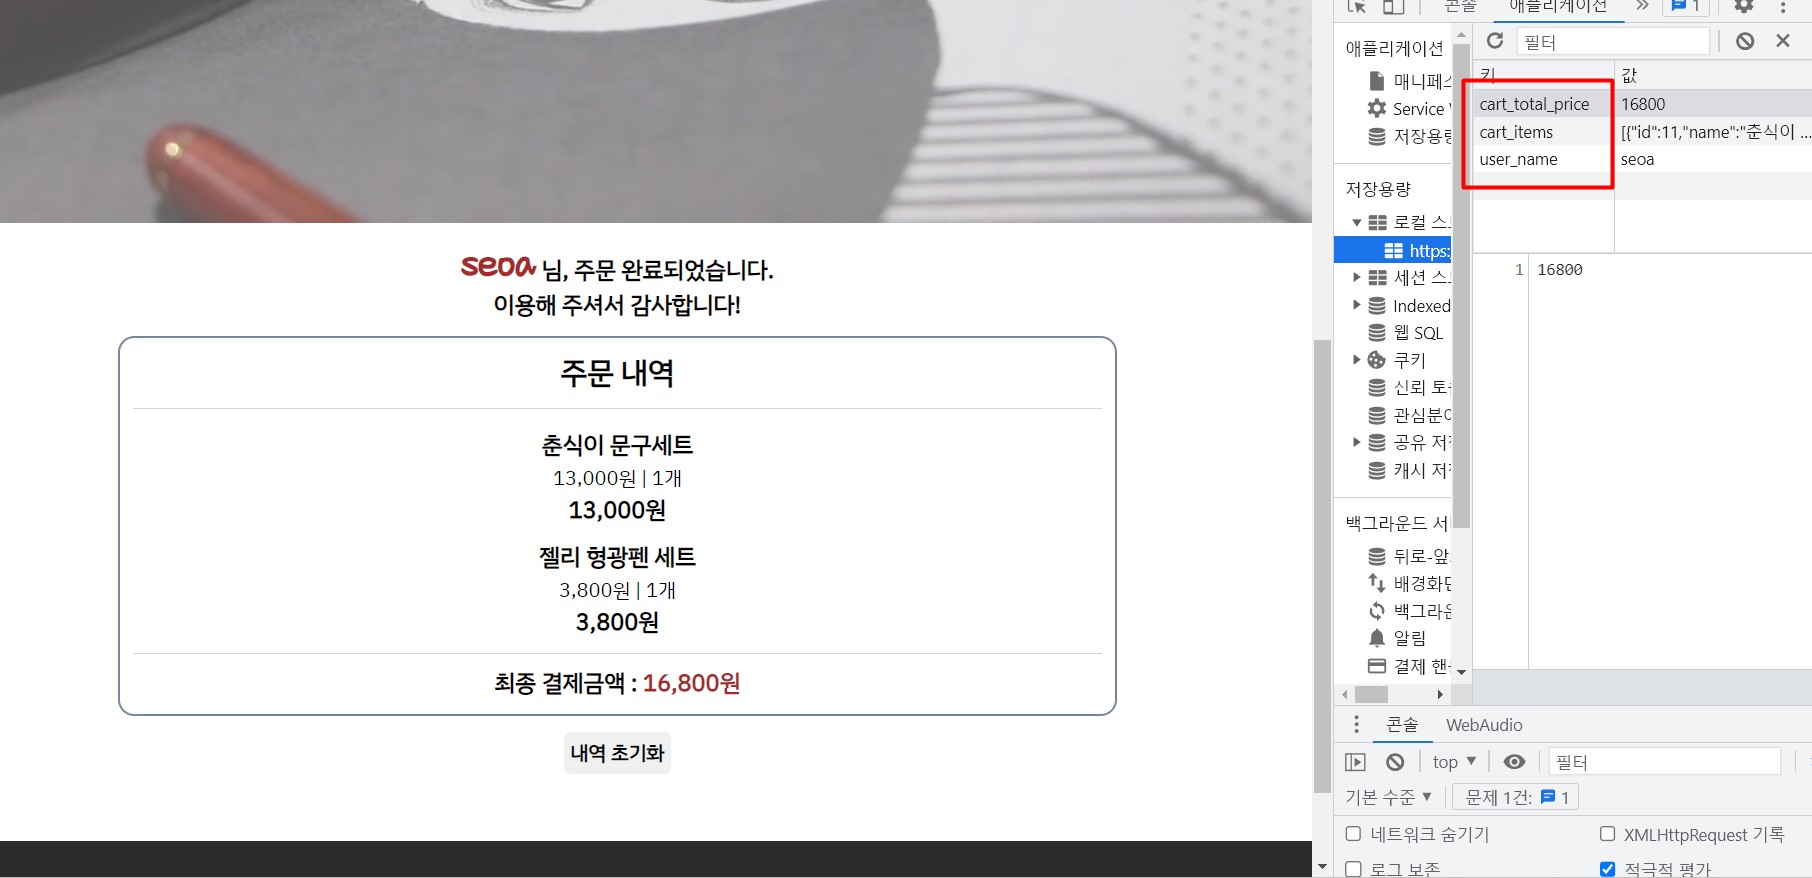 seoa 님, 주문 완료되었습니다.
이용해 주셔서 감사합니다!
주문 내역
춘식이 문구세트
13,000원 | 1개
13,000원
젤리 형광펜 세트
3,800원 | 1개
3,800원
최종 결제금액 : 16,800원
내역 초기화
콘솔
애플리케이션
1
애플리케이션
매니페스
Service
저장용량
저장용량
로컬 스
https:
세션 스
Indexed
웹 SQL
쿠키
신뢰 토
관심분야
공유 저
캐시 저
백그라운드 서
뒤로-앞
배경화면
백그라운
알림
결제 핸
필터
키 값
cart_total_price 16800
cart_items [{"id":11,"name":"춘식이 ...
user_name seoa
1 16800
콘솔 WebAudio
top ▼ 필터
기본 수준 ▼ 문제 1건: 1
네트워크 숨기기 XMLHttpRequest 기록
로그 보존 적극적 평가